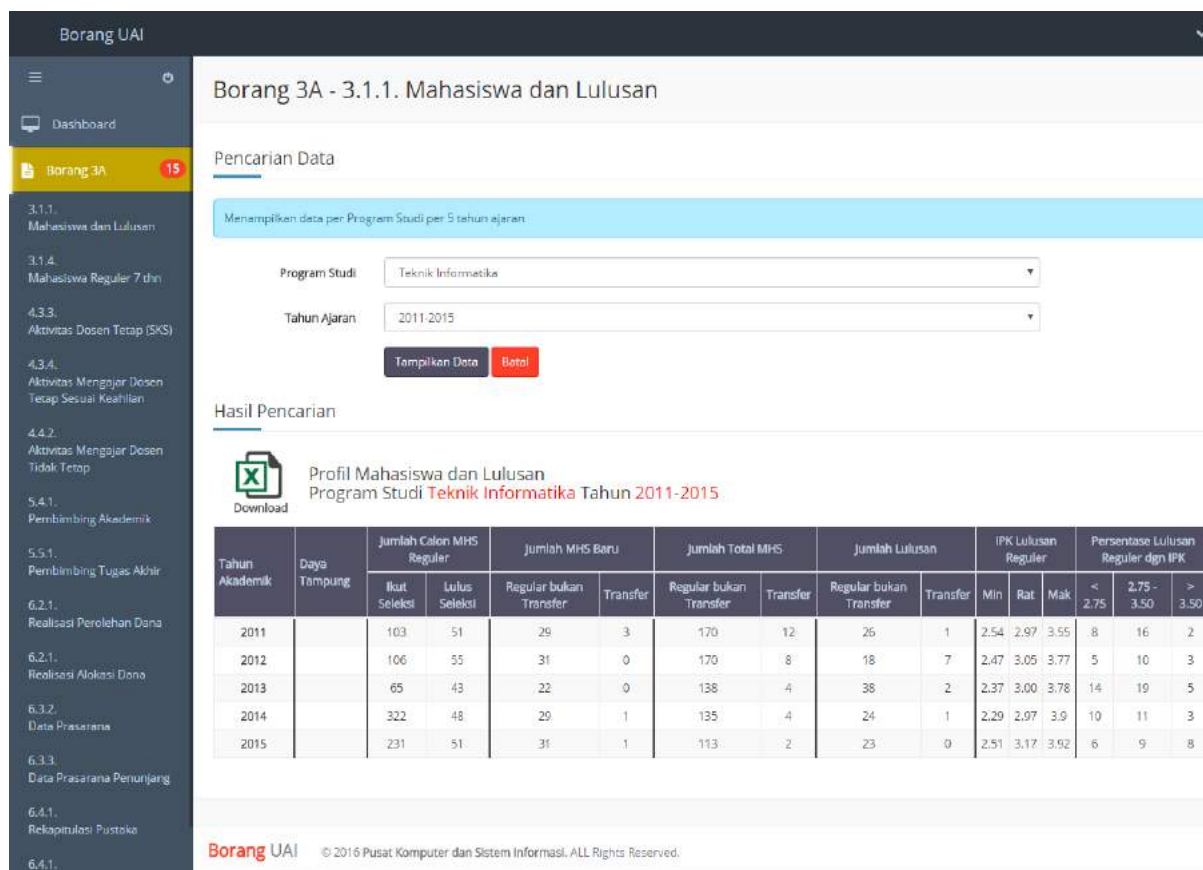 Borang UAI
Dashboard
Borang 3A 15
3.1.1.
Mahasiswa dan Lulusan
3.1.4.
Mahasiswa Reguler 7 thn
4.3.3.
Aktivitas Dosen Tetap (SKS)
4.3.4.
Aktivitas Mengajar Dosen
Tetap Sesuai Keahlian
4.4.2.
Aktivitas Mengajar Dosen
Tidak Tetap
5.4.1.
Pembimbing Akademik
5.5.1.
Pembimbing Tugas Akhir
6.2.1.
Realisasi Perolehan Dana
6.2.1.
Realisasi Alokasi Dana
6.3.2.
Data Prasarana
6.3.3.
Data Prasarana Penunjang
6.4.1.
Rekapitulasi Pustaka
6.4.1.
Borang 3A - 3.1.1. Mahasiswa dan Lulusan
Pencarian Data
Menampilkan data per Program Studi per 5 tahun ajaran
Program Studi Teknik Informatika
Tahun Ajaran 2011-2015
Tampilkan Data Batal
Hasil Pencarian
Download
Profil Mahasiswa dan Lulusan
Program Studi Teknik Informatika Tahun 2011-2015
Tahun Akademik Daya Tampung Jumlah Calon MHS Reguler Jumlah MHS Baru Jumlah Total MHS Jumlah Lulusan IPK Lulusan Reguler Persentase Lulusan Reguler dgn IPK
Ikut Seleksi Lulus Seleksi Regular bukan Transfer Transfer Regular bukan Transfer Transfer Regular bukan Transfer Transfer Min Rat Mak < 2.75 2.75 - 3.50 > 3.50
2011 103 51 29 3 170 12 26 1 2.54 2.97 3.55 8 16 2
2012 106 55 31 0 170 8 18 7 2.47 3.05 3.77 5 10 3
2013 65 43 22 0 138 4 38 2 2.37 3.00 3.78 14 19 5
2014 322 48 29 1 135 4 24 1 2.29 2.97 3.9 10 11 3
2015 231 51 31 1 113 2 23 0 2.51 3.17 3.92 6 9 8
Borang UAI © 2016 Pusat Komputer dan Sistem Informasi. ALL Rights Reserved.